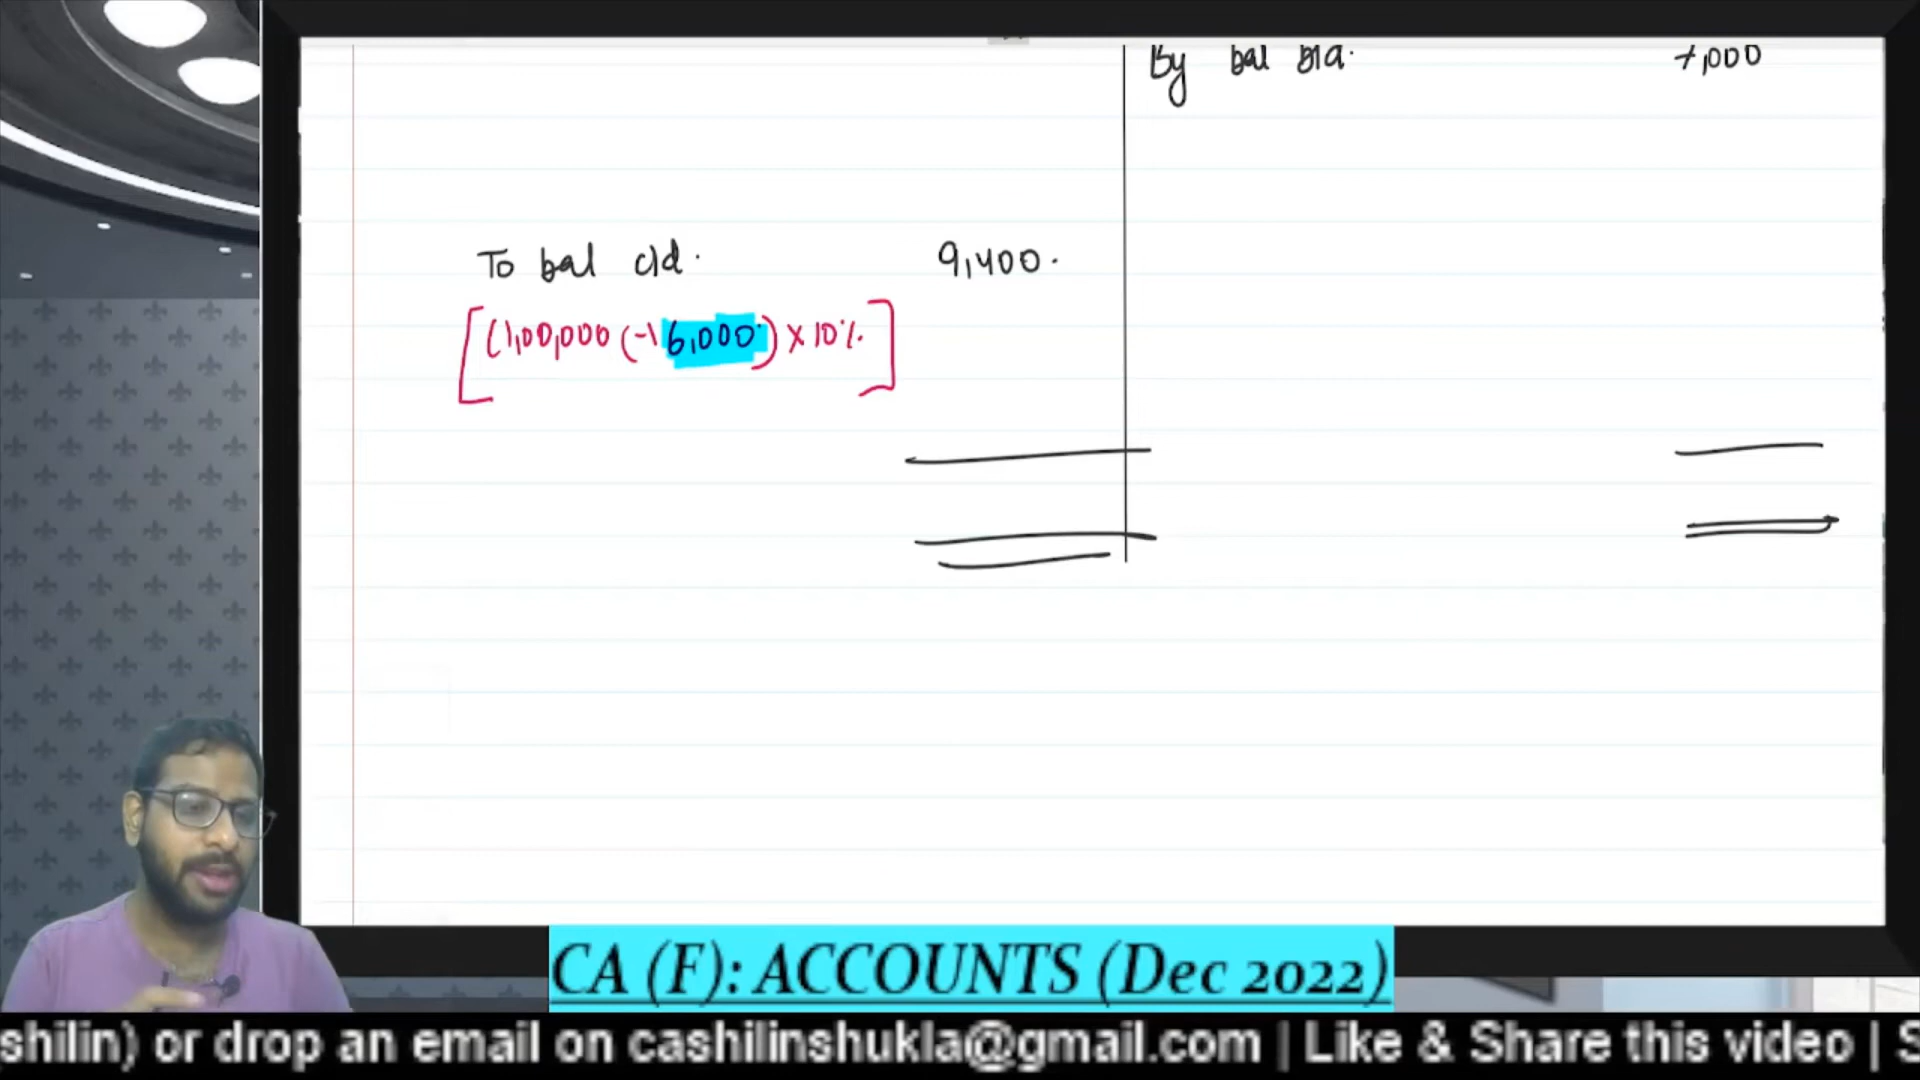 By bal b/d. 7,000
To bal c/d. 9,400.
[(1,00,000 (-) 6,000) x 10%]
CA (F): ACCOUNTS (Dec 2022)
shilin) or drop an email on cashilinshukla@gmail.com | Like & Share this video | S